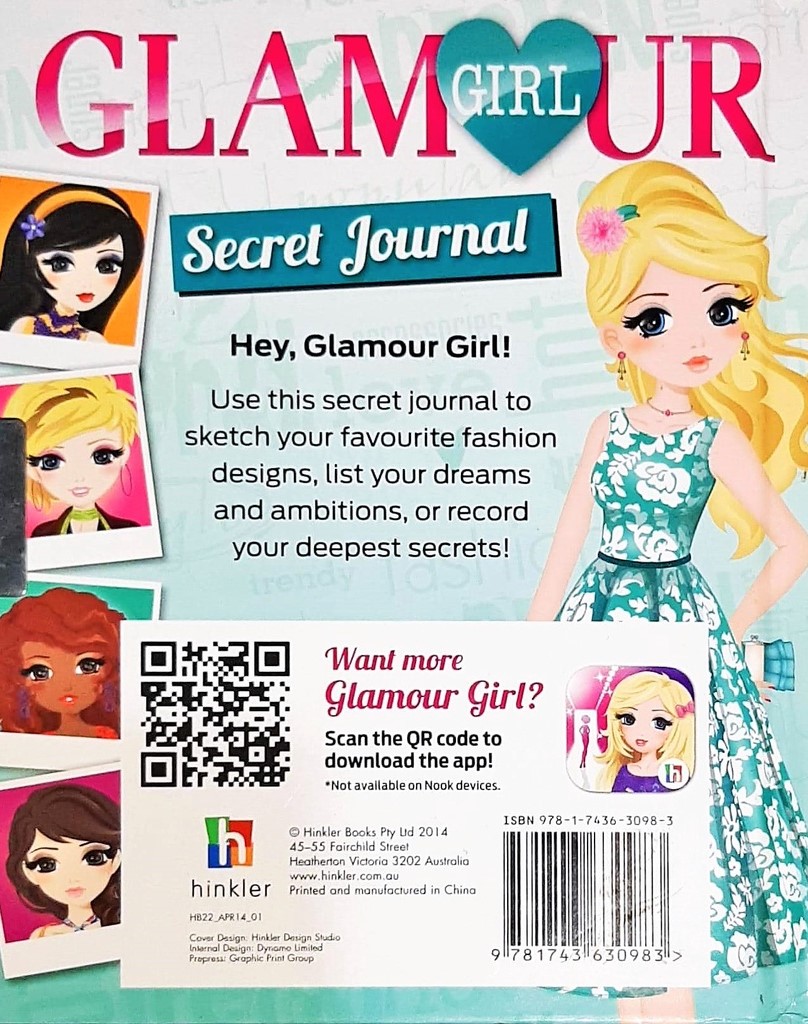 GLAMOUR
GIRL
Secret Journal
Hey, Glamour Girl!
Use this secret journal to
sketch your favourite fashion
designs, list your dreams
and ambitions, or record
your deepest secrets!
trendy
fashion
Want more
Glamour Girl?
Scan the QR code to
download the app!
*Not available on Nook devices.
h
h
hinkler
© Hinkler Books Pty Ltd 2014
45–55 Fairchild Street
Heatherton Victoria 3202 Australia
www.hinkler.com.au
Printed and manufactured in China
HB22_APR14_01
Cover Design: Hinkler Design Studio
Internal Design: Dynamo Limited
Prepress: Graphic Print Group
ISBN 978-1-7436-3098-3
9 781743 630983 >